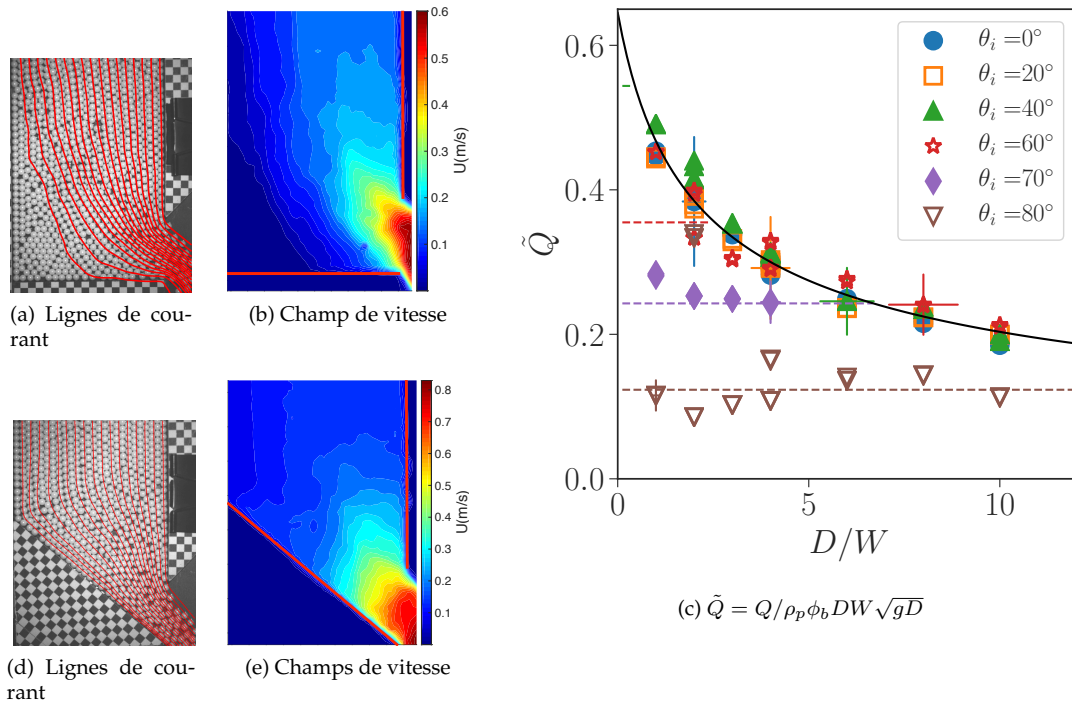 0.6
0.5
0.4
0.3
0.2
0.1
U(m/s)
(a) Lignes de cou-
rant
(b) Champ de vitesse
0.8
0.7
0.6
0.5
0.4
0.3
0.2
0.1
U(m/s)
(d) Lignes de cou-
rant
(e) Champs de vitesse
θᵢ =0°
θᵢ =20°
θᵢ =40°
θᵢ =60°
θᵢ =70°
θᵢ =80°
0.6
0.4
0.2
0.0
Q̃
0 5 10
D/W
(c) Q̃ = Q/ρₚϕ_bDW√gD